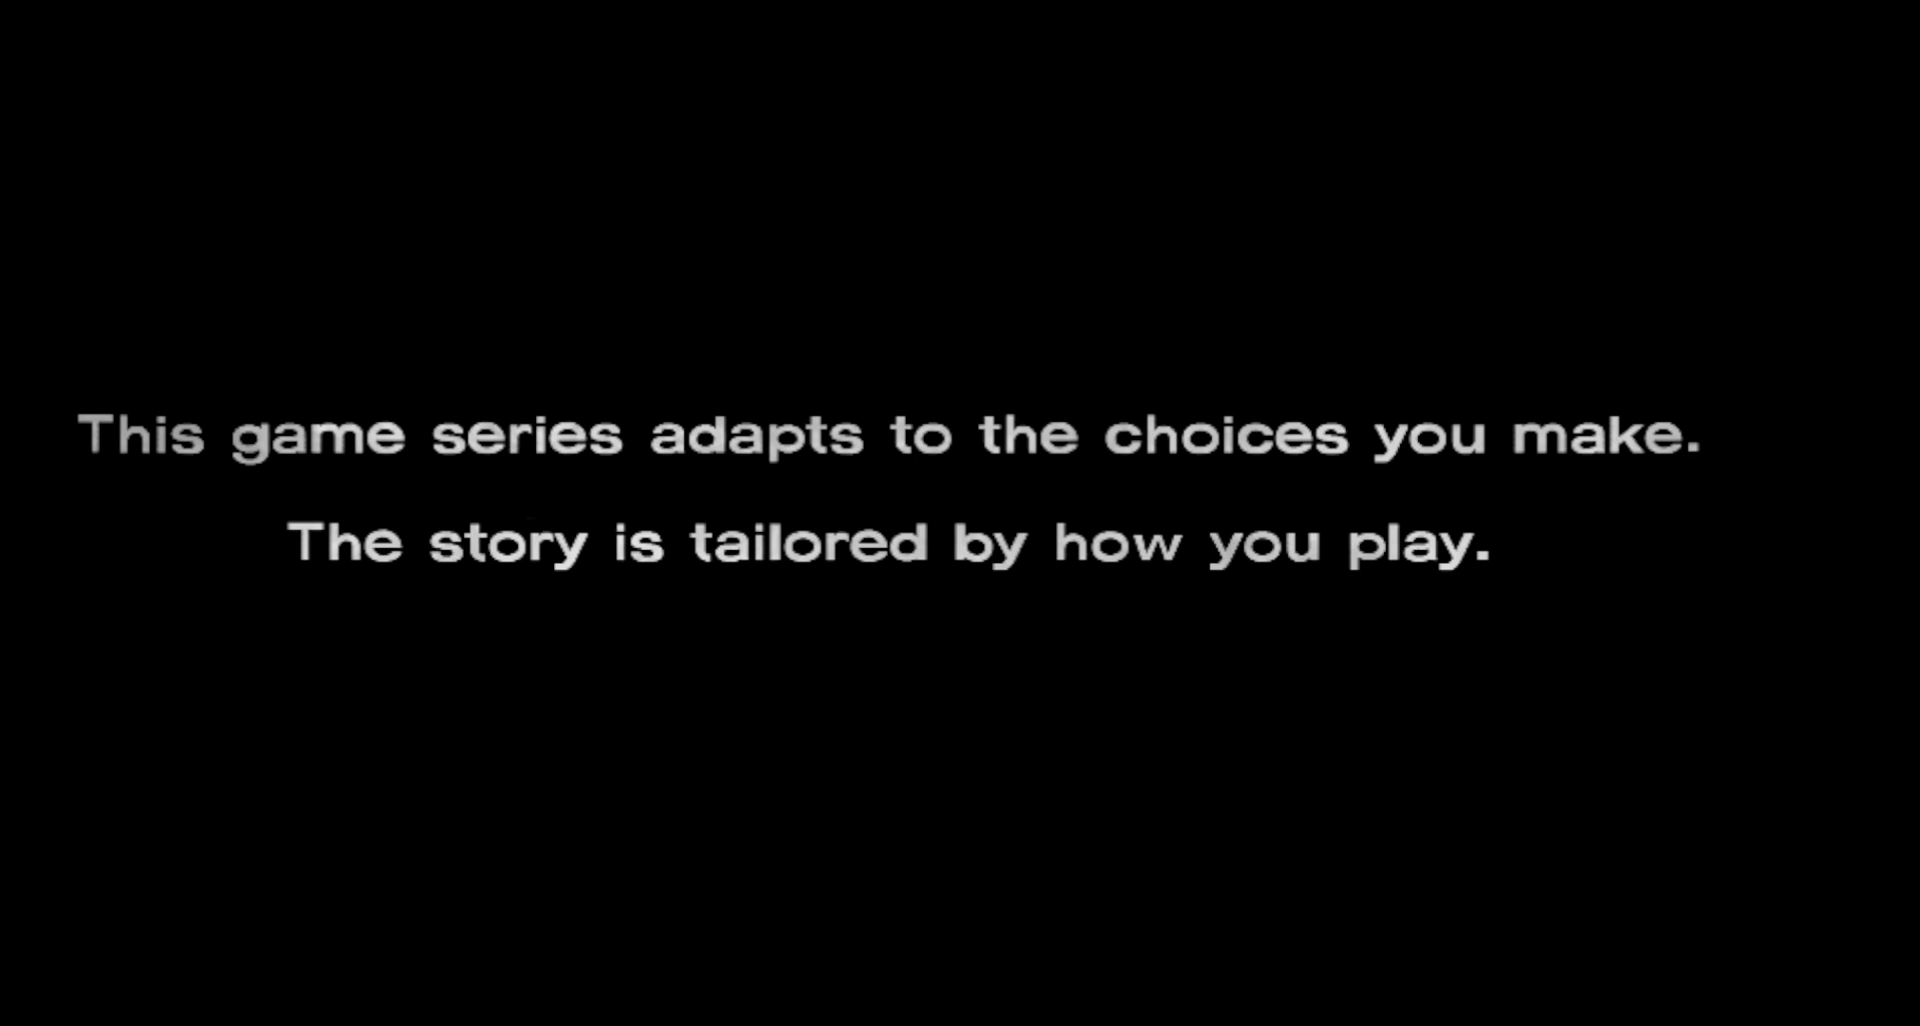 This game series adapts to the choices you make.
The story is tailored by how you play.